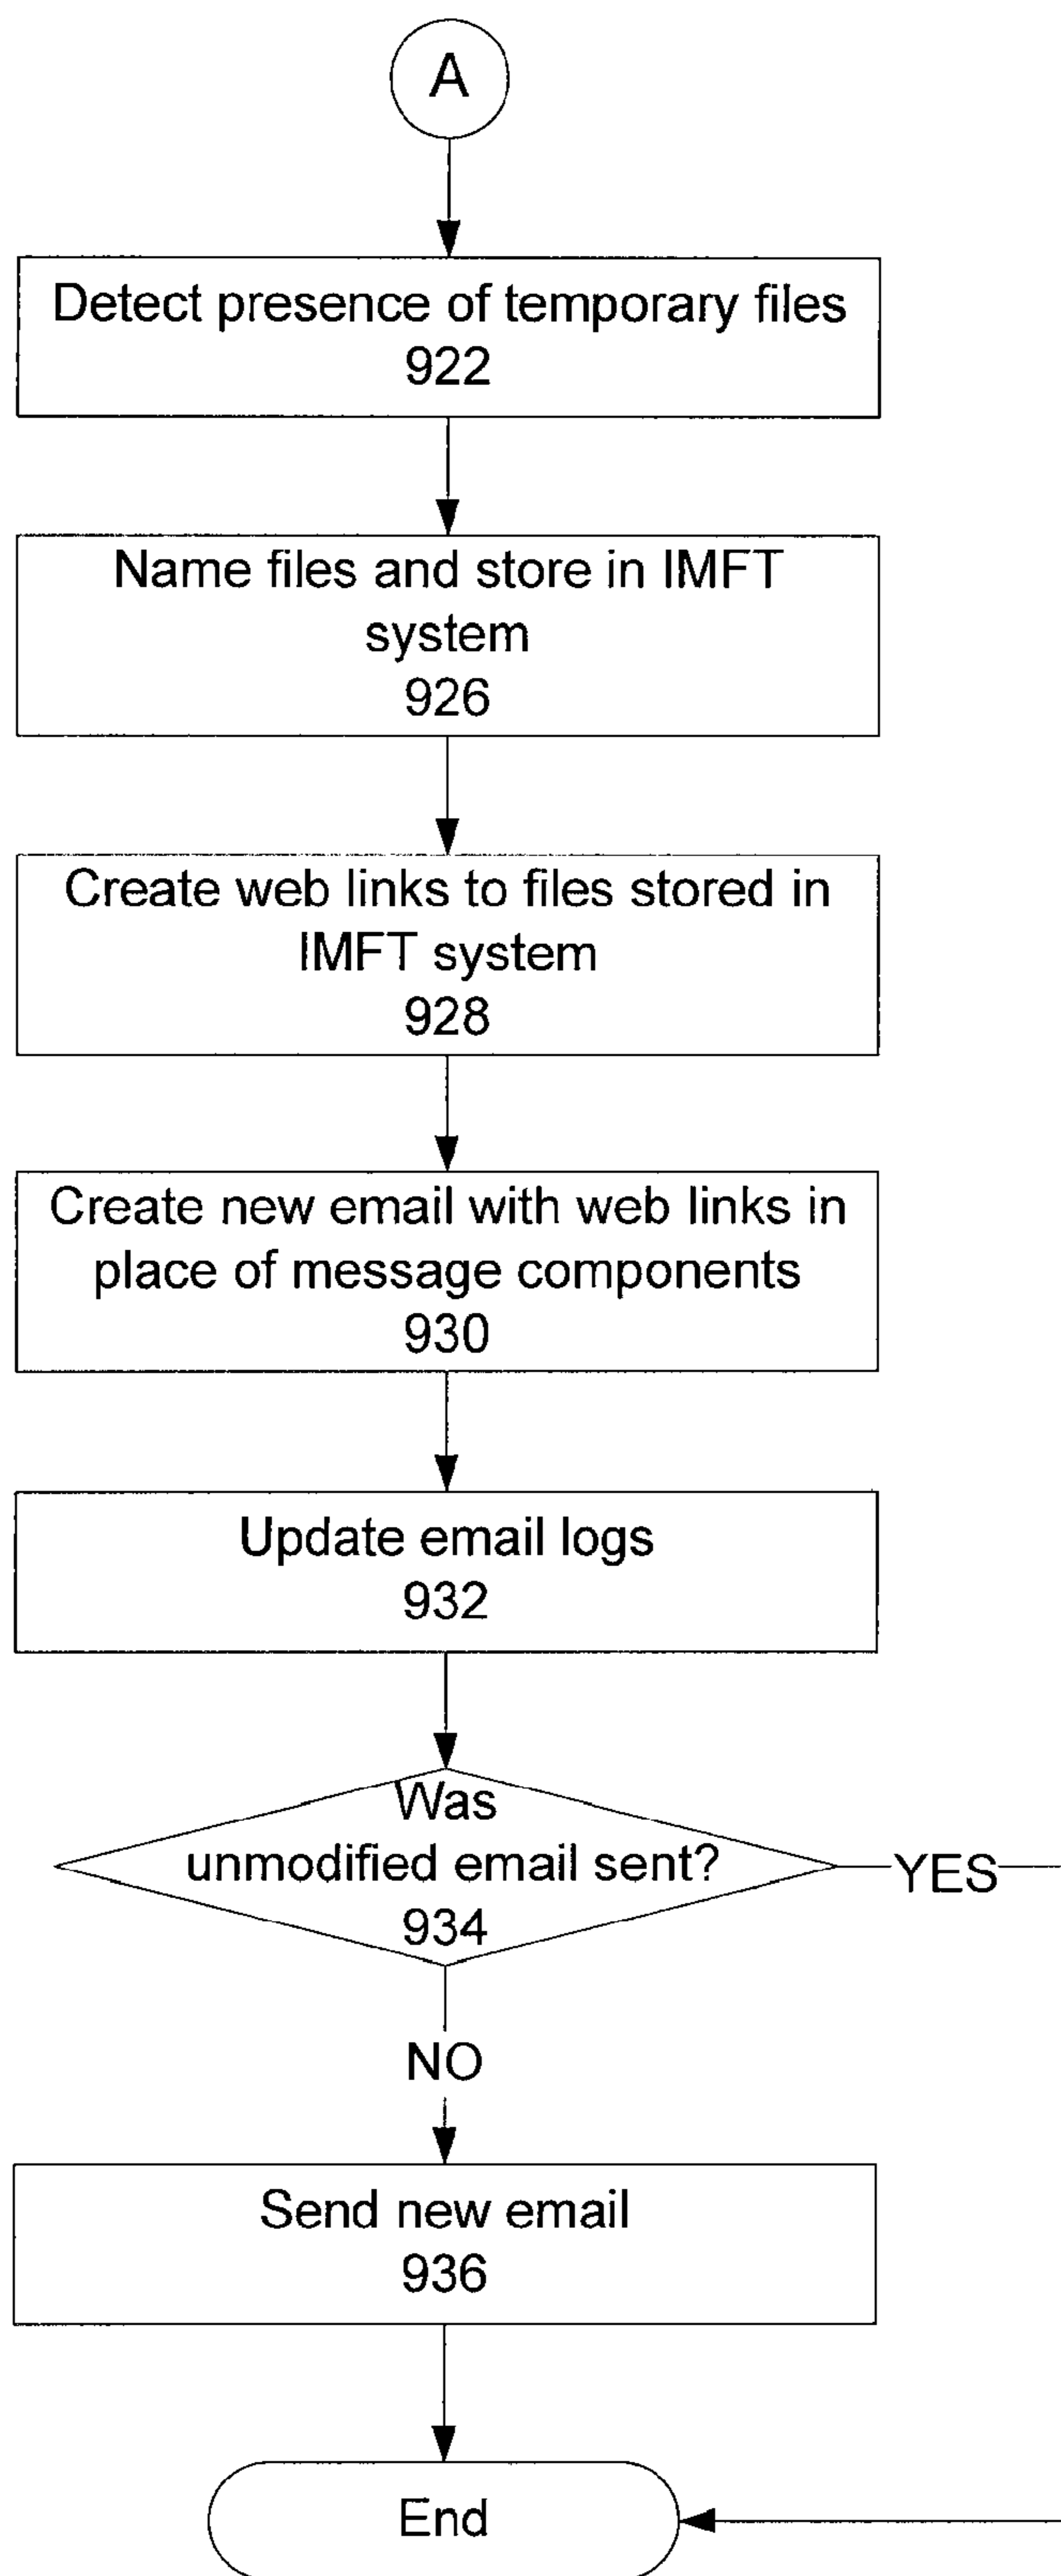 A
Detect presence of temporary files
922
Name files and store in IMFT
system
926
Create web links to files stored in
IMFT system
928
Create new email with web links in
place of message components
930
Update email logs
932
Was
unmodified email sent?
934
YES
NO
Send new email
936
End